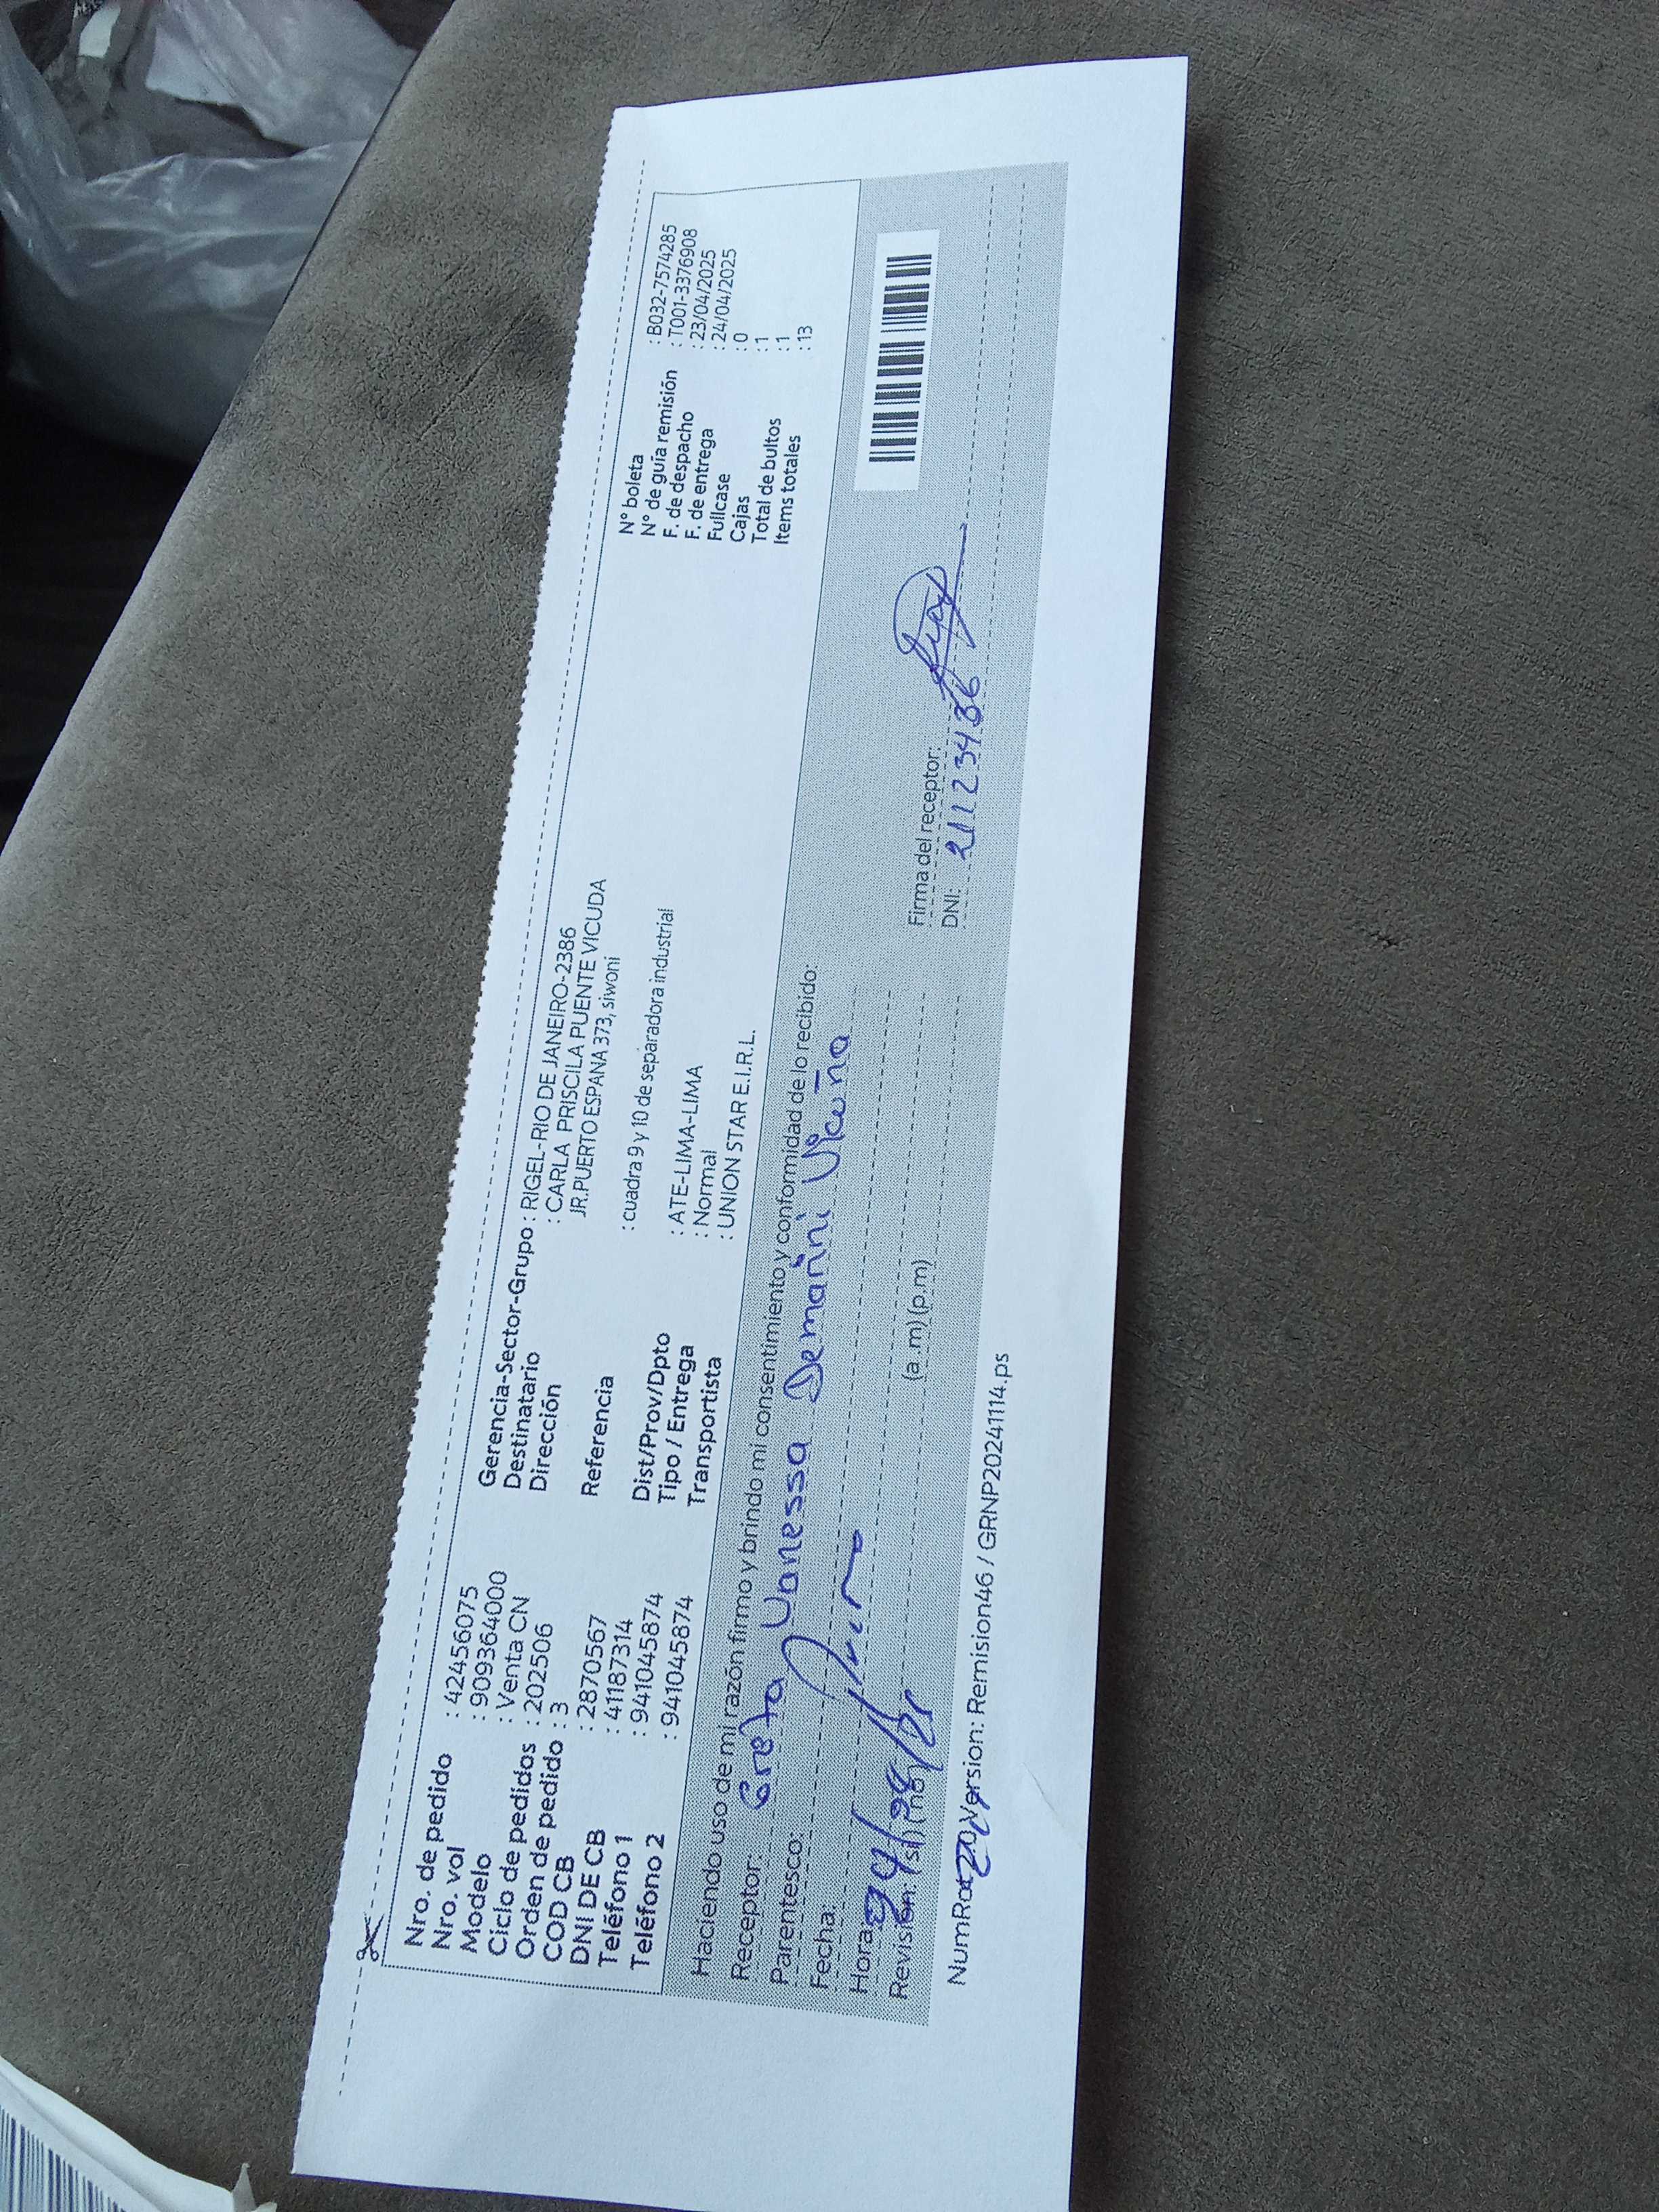 Nro. de pedido : 42456075
Nro. vol : 909364000
Modelo : Venta CN
Ciclo de pedidos : 202506
Orden de pedido : 3
COD CB : 2870567
DNI DE CB : 41187314
Teléfono 1 : 941045874
Teléfono 2 : 941045874
Gerencia-Sector-Grupo : RIGEL-RIO DE JANEIRO-2386
Destinatario : CARLA PRISCILA PUENTE VICUDA
Dirección JR.PUERTO ESPANA 373, siwoni
Referencia : cuadra 9 y 10 de separadora industrial
Dist/Prov/Dpto : ATE-LIMA-LIMA
Tipo / Entrega : Normal
Transportista : UNION STAR E.I.R.L.
N° boleta : B032-7574285
N° de guía remisión : T001-3376908
F. de despacho : 23/04/2025
F. de entrega : 24/04/2025
Fullcase : 0
Cajas : 1
Total de bultos : 1
Items totales : 13
Haciendo uso de mi razón firmo y brindo mi consentimiento y conformidad de lo recibido:
Receptor: Greta Vanessa Demanini Vicuña
Parentesco:
Fecha:
Hora: (a .m) (p.m)
Revisión: (si) (no)
Firma del receptor:
DNI:
Version: Remision46 / GRNP20241114.ps